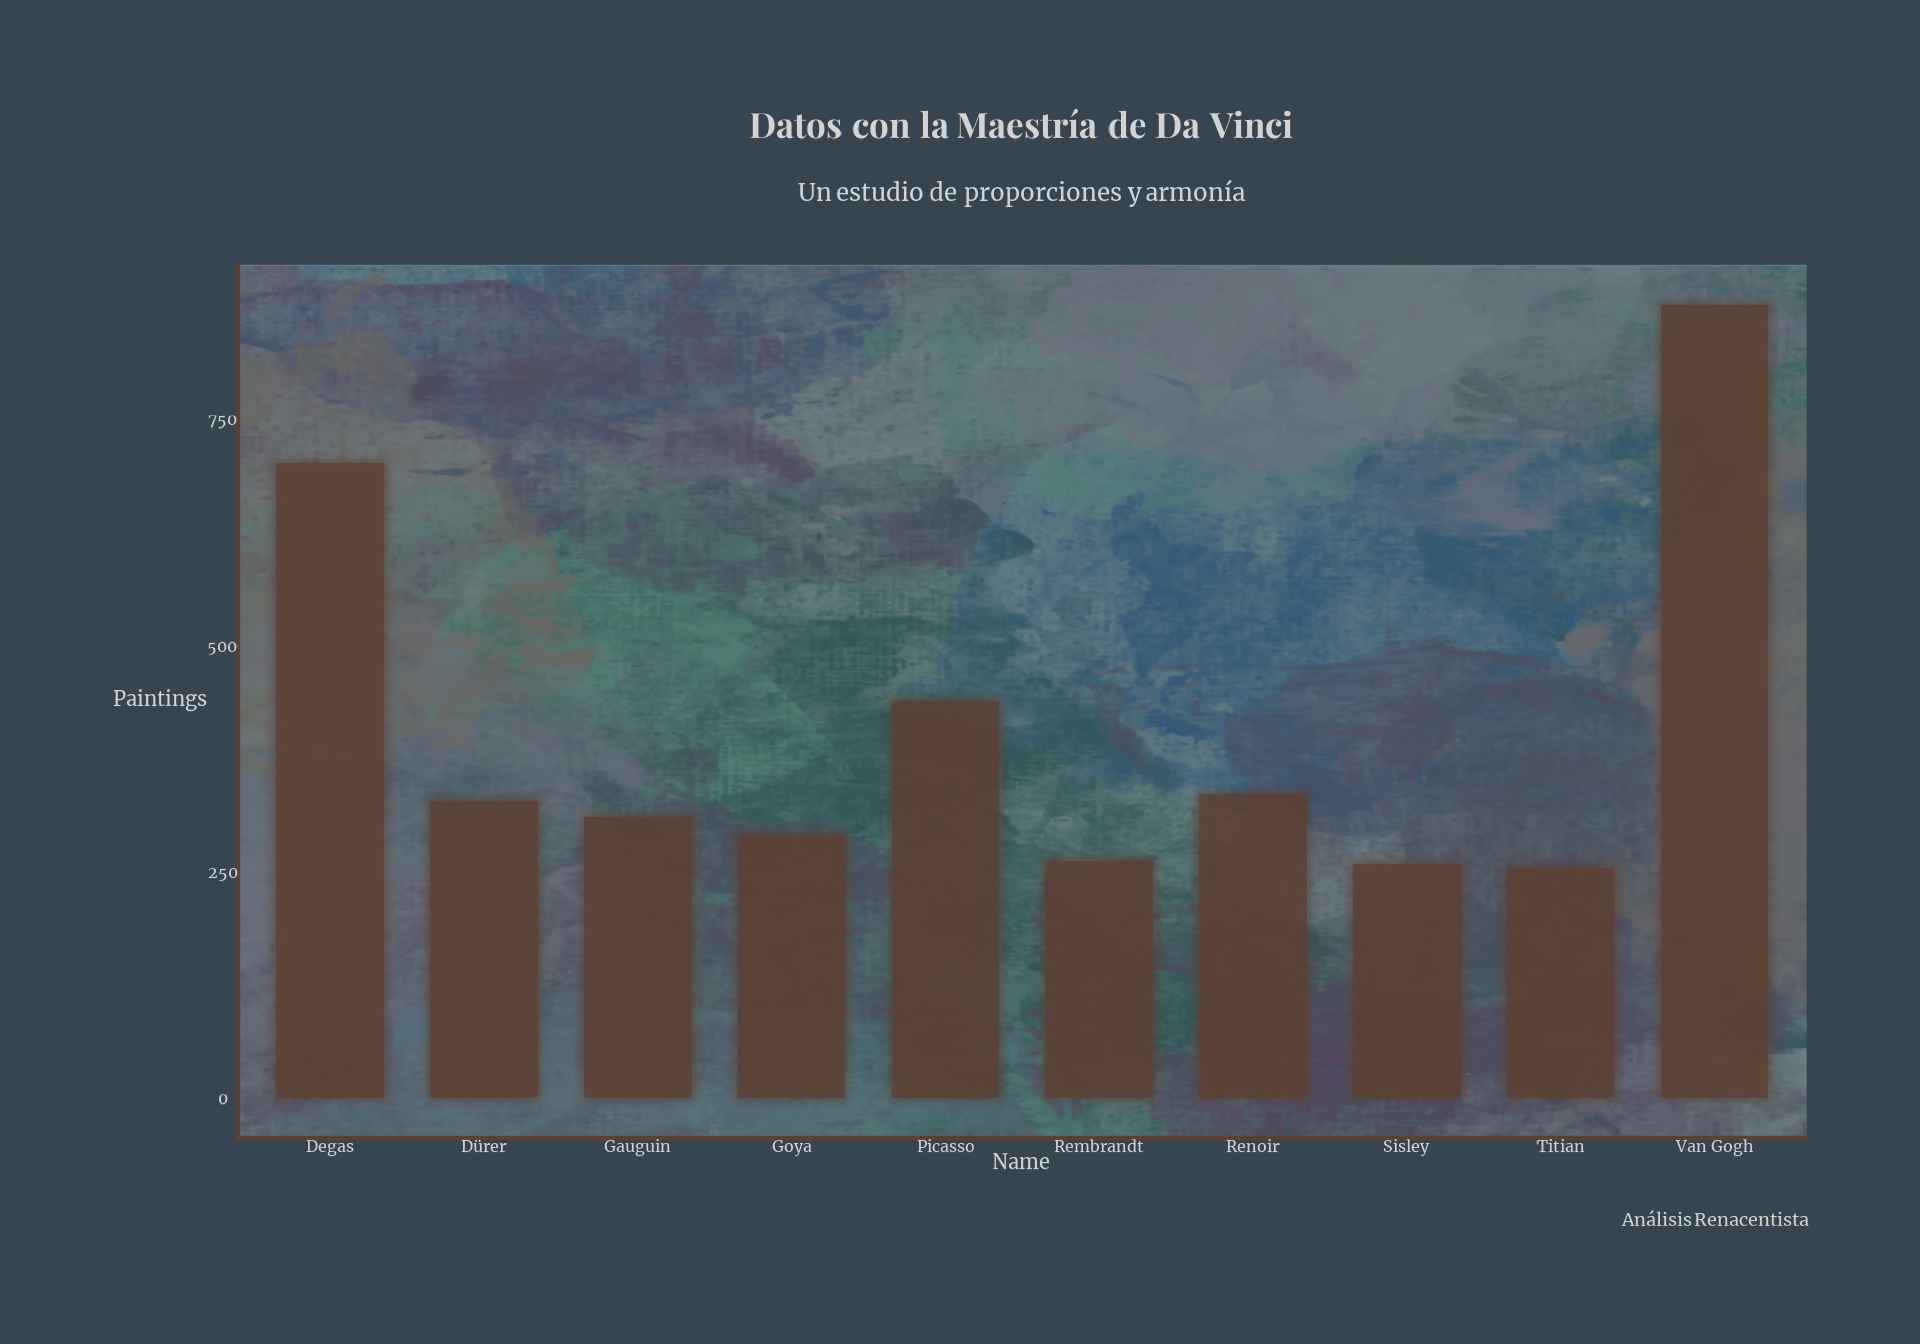 Datos con la Maestría de Da Vinci
Un estudio de proporciones y armonía
750
500
Paintings
250
0
Degas Dürer Gauguin Goya Picasso Rembrandt Renoir Sisley Titian Van Gogh
Name
Análisis Renacentista